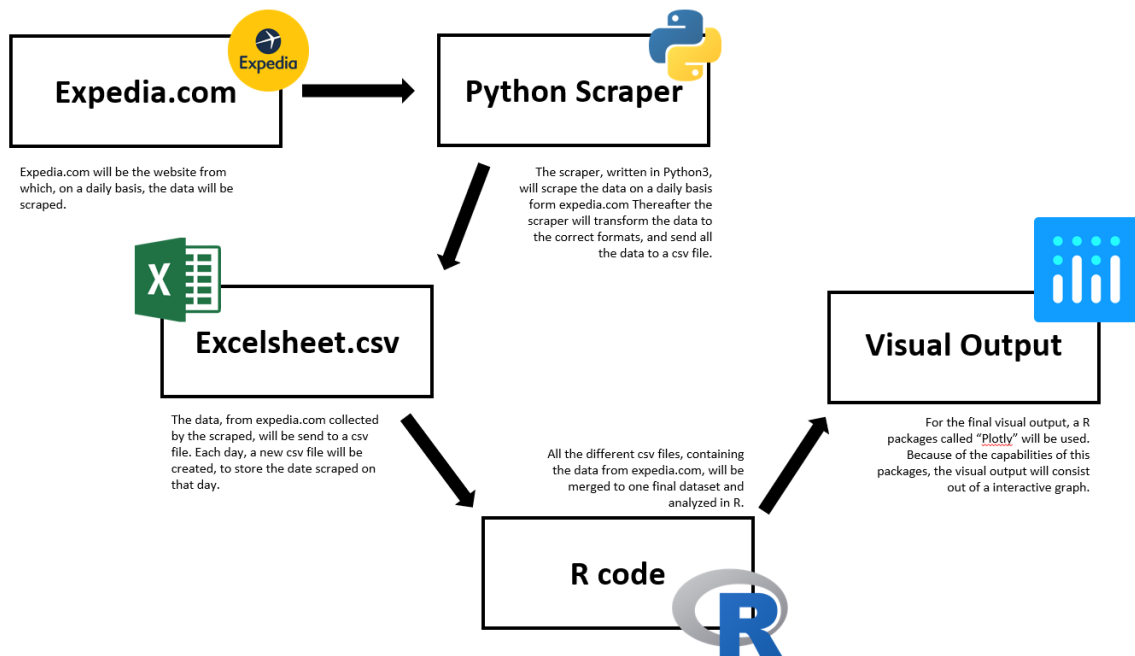 Expedia
Expedia.com
Expedia.com will be the website from
which, on a daily basis, the data will be
scraped.
Python Scraper
The scraper, written in Python3,
will scrape the data on a daily basis
form expedia.com Thereafter the
scraper will transform the data to
the correct formats, and send all
the data to a csv file.
X
Excelsheet.csv
The data, from expedia.com collected
by the scraped, will be send to a csv
file. Each day, a new csv file will be
created, to store the date scraped on
that day.
All the different csv files, containing
the data from expedia.com, will be
merged to one final dataset and
analyzed in R.
R code
R
Visual Output
For the final visual output, a R
packages called “Plotly” will be used.
Because of the capabilities of this
packages, the visual output will consist
out of a interactive graph.